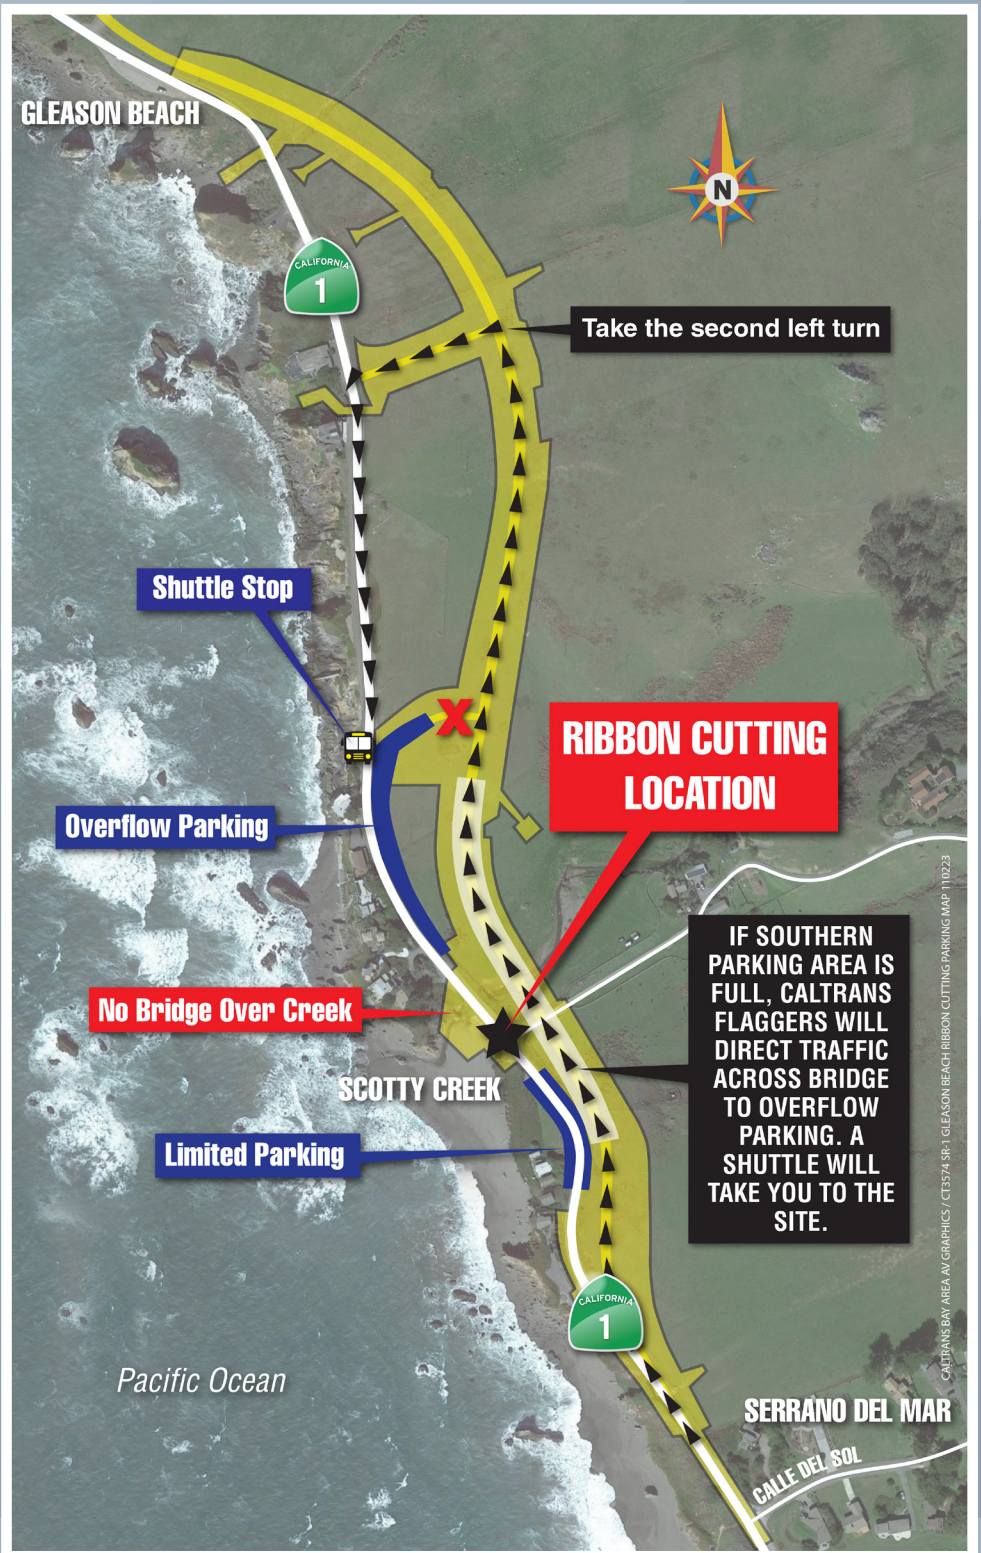 GLEASON BEACH
N
CALIFORNIA
1
Take the second left turn
Shuttle Stop
X
RIBBON CUTTING
LOCATION
Overflow Parking
IF SOUTHERN
PARKING AREA IS
FULL, CALTRANS
FLAGGERS WILL
DIRECT TRAFFIC
ACROSS BRIDGE
TO OVERFLOW
PARKING. A
SHUTTLE WILL
TAKE YOU TO THE
SITE.
No Bridge Over Creek
SCOTTY CREEK
Limited Parking
CALIFORNIA
1
Pacific Ocean
SERRANO DEL MAR
CALLE DEL SOL
CALTRANS BAY AREA AV GRAPHICS / CT3574 SR-1 GLEASON BEACH RIBBON CUTTING PARKING MAP 110223